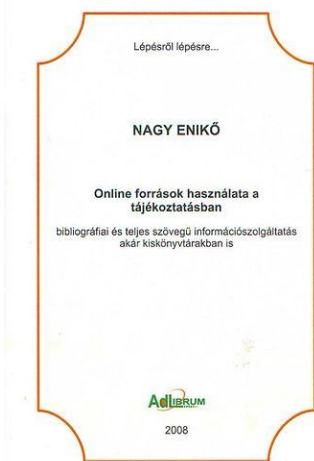 Lépésről lépésre...
NAGY ENIKŐ
Online források használata a
tájékoztatásban
bibliográfiai és teljes szövegű információszolgáltatás
akár kiskönyvtárakban is
AdLIBRUM
2008